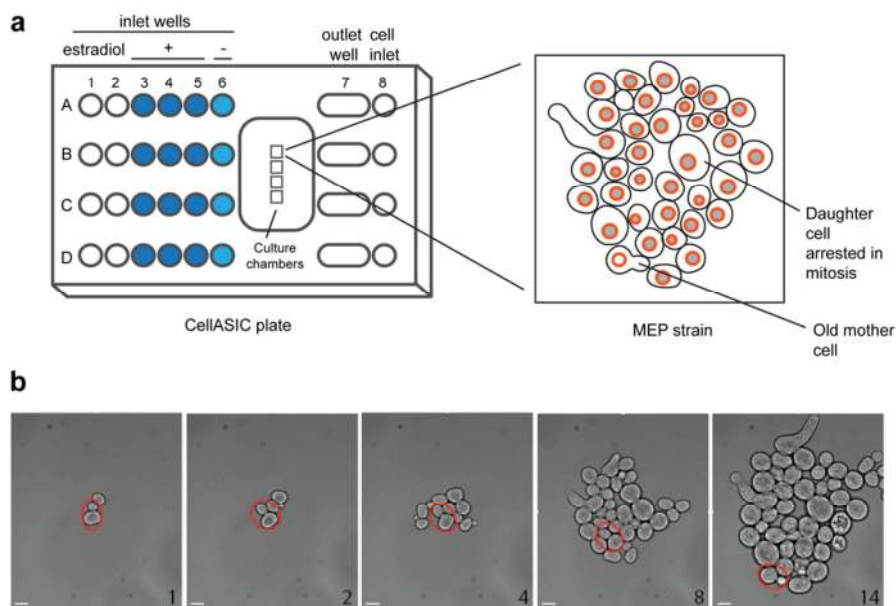 a
inlet wells
estradiol + -
outlet well
cell inlet
1 2 3 4 5 6 7 8
A
B
C
D
Culture
chambers
CellASIC plate
MEP strain
Daughter
cell
arrested in
mitosis
Old mother
cell
b
1
2
4
8
14